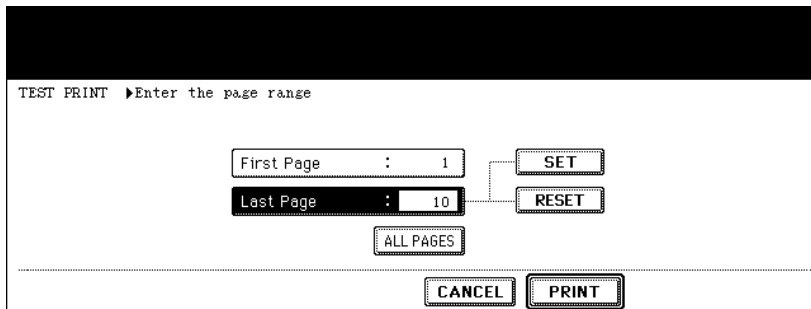 TEST PRINT ▶Enter the page range
First Page : 1
SET
Last Page : 10
RESET
ALL PAGES
CANCEL
PRINT